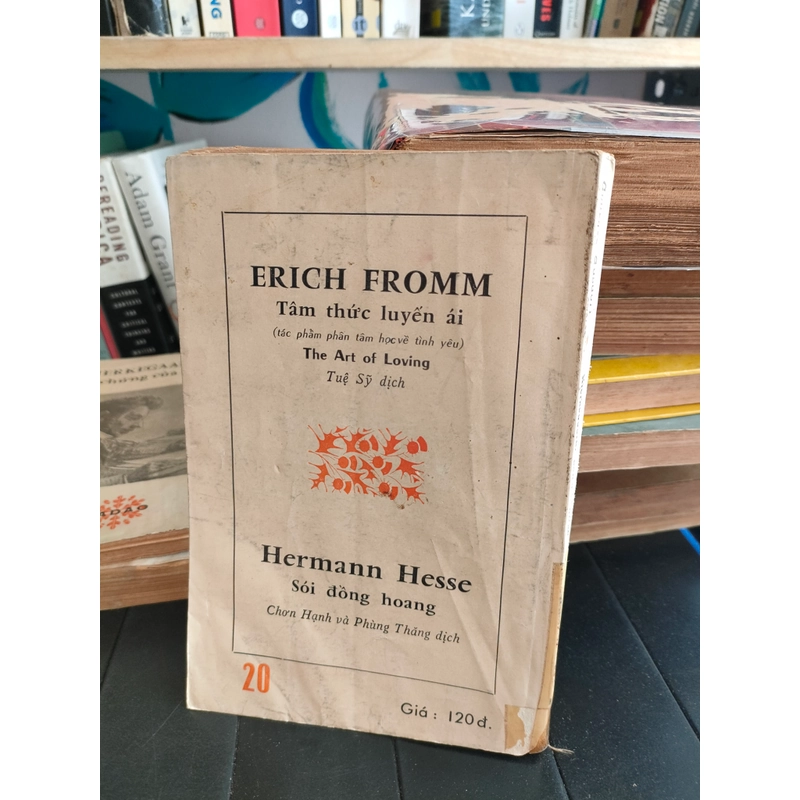 ERICH FROMM
Tâm thức luyến ái
(tác phẩm phân tâm học về tình yêu)
The Art of Loving
Tuệ Sỹ dịch
Hermann Hesse
Sói đồng hoang
Chơn Hạnh và Phùng Thăng dịch
20
Giá : 120đ.
Adam Grant
EREADING